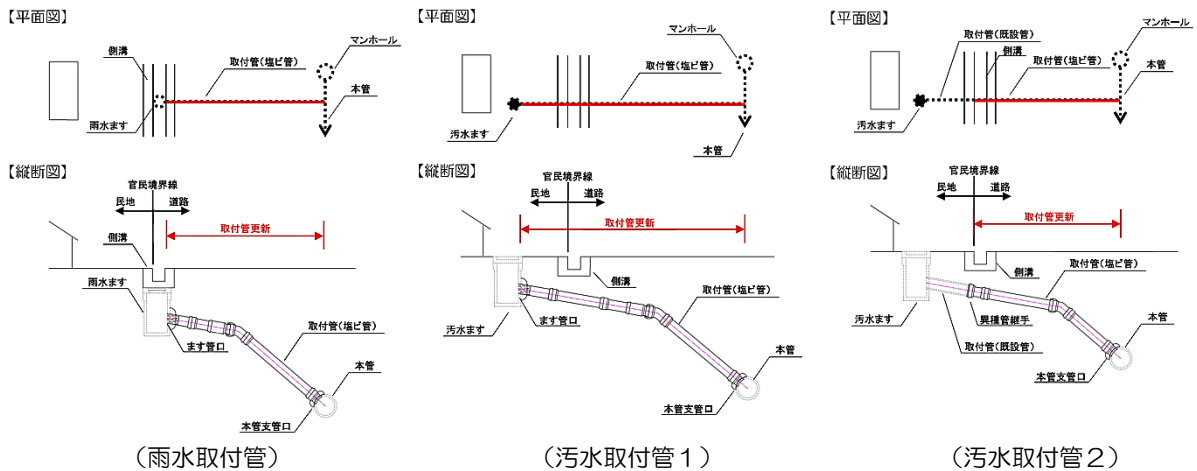 【平面図】
側溝
取付管(塩ビ管)
マンホール
本管
雨水ます
【縦断図】
官民境界線
民地
道路
取付管更新
側溝
雨水ます
ます管口
取付管(塩ビ管)
本管
本管支管口
(雨水取付管)
【平面図】
マンホール
取付管(塩ビ管)
汚水ます
本管
【縦断図】
官民境界線
民地
道路
取付管更新
側溝
取付管(塩ビ管)
汚水ます
ます管口
本管
本管支管口
(汚水取付管1)
【平面図】
取付管(既設管)
側溝
取付管(塩ビ管)
マンホール
本管
汚水ます
【縦断図】
官民境界線
民地
道路
取付管更新
側溝
取付管(塩ビ管)
汚水ます
異種管継手
取付管(既設管)
本管
本管支管口
(汚水取付管2)